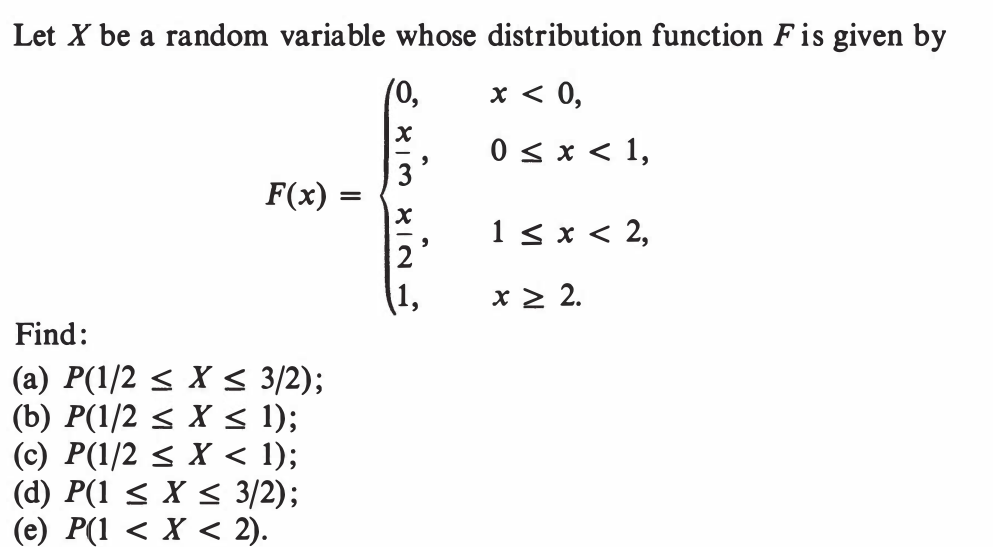 Let X be a random variable whose distribution function F is given by
0, x < 0,
x/3, 0 ≤ x < 1,
F(x) =
x/2, 1 ≤ x < 2,
1, x ≥ 2.
Find:
(a) P(1/2 ≤ X ≤ 3/2);
(b) P(1/2 ≤ X ≤ 1);
(c) P(1/2 ≤ X < 1);
(d) P(1 ≤ X ≤ 3/2);
(e) P(1 < X < 2).